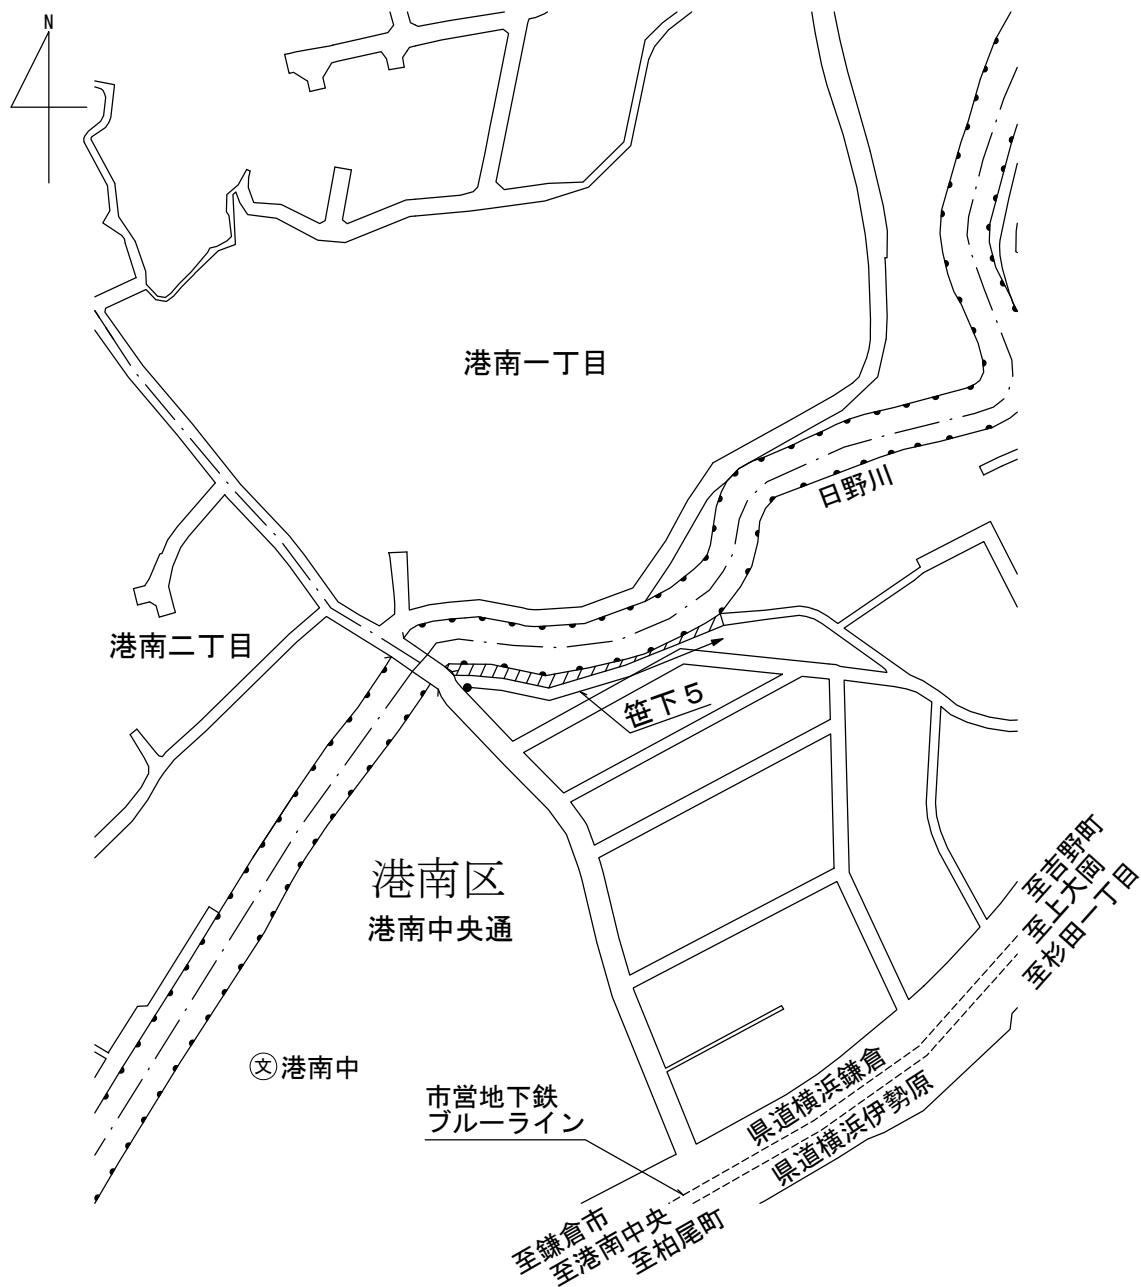 N
港南一丁目
日野川
港南二丁目
笹下5
港南区
港南中央通
至吉野町
至上大岡
至杉田一丁目
文港南中
市営地下鉄
ブルーライン
県道横浜鎌倉
県道横浜伊勢原
至鎌倉市
至港南中央
至柏尾町